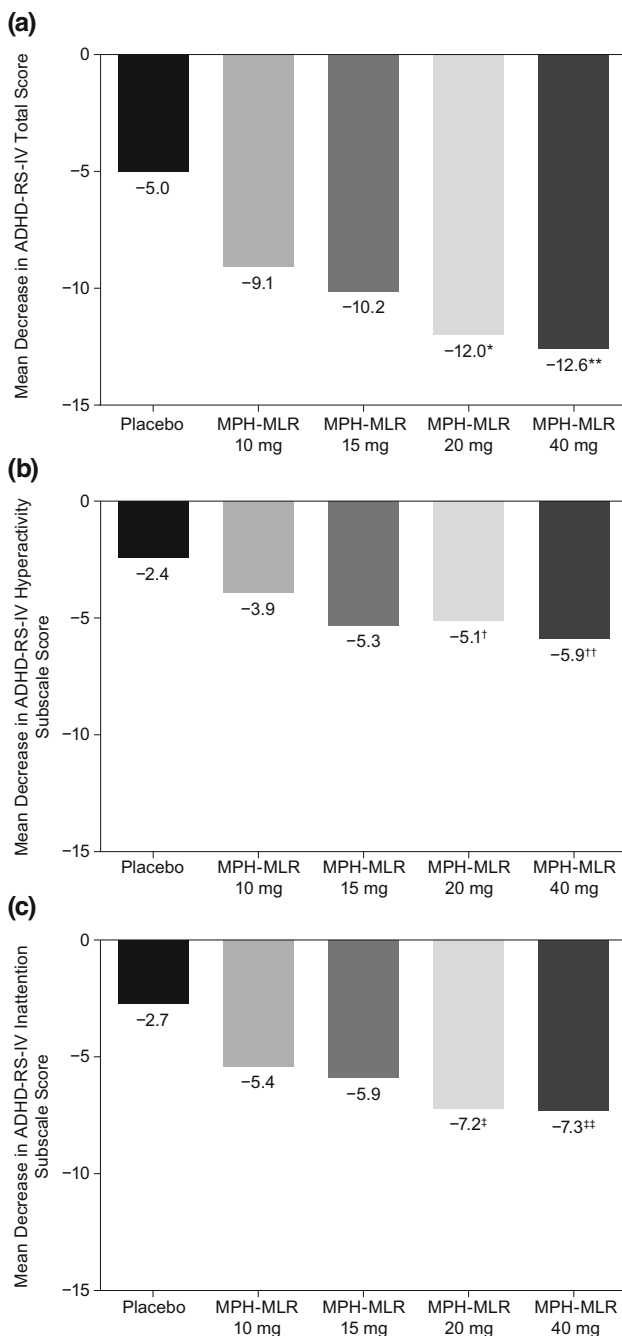 (a)
Mean Decrease in ADHD-RS-IV Total Score
0
−5
−10
−15
−5.0
−9.1
−10.2
−12.0*
−12.6**
Placebo
MPH-MLR
10 mg
MPH-MLR
15 mg
MPH-MLR
20 mg
MPH-MLR
40 mg
(b)
Mean Decrease in ADHD-RS-IV Hyperactivity
Subscale Score
0
−5
−10
−15
−2.4
−3.9
−5.3
−5.1†
−5.9††
Placebo
MPH-MLR
10 mg
MPH-MLR
15 mg
MPH-MLR
20 mg
MPH-MLR
40 mg
(c)
Mean Decrease in ADHD-RS-IV Inattention
Subscale Score
0
−5
−10
−15
−2.7
−5.4
−5.9
−7.2‡
−7.3‡‡
Placebo
MPH-MLR
10 mg
MPH-MLR
15 mg
MPH-MLR
20 mg
MPH-MLR
40 mg